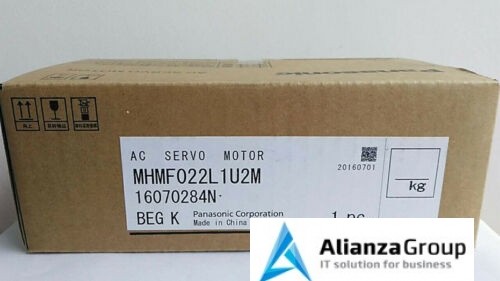 Panasonic
AC SERVO MOTOR
MHMF022L1U2M
20160701
16070284N
BEG K Panasonic Corporation
Made in China
1 pc
kg
AlianzaGroup
IT solution for business